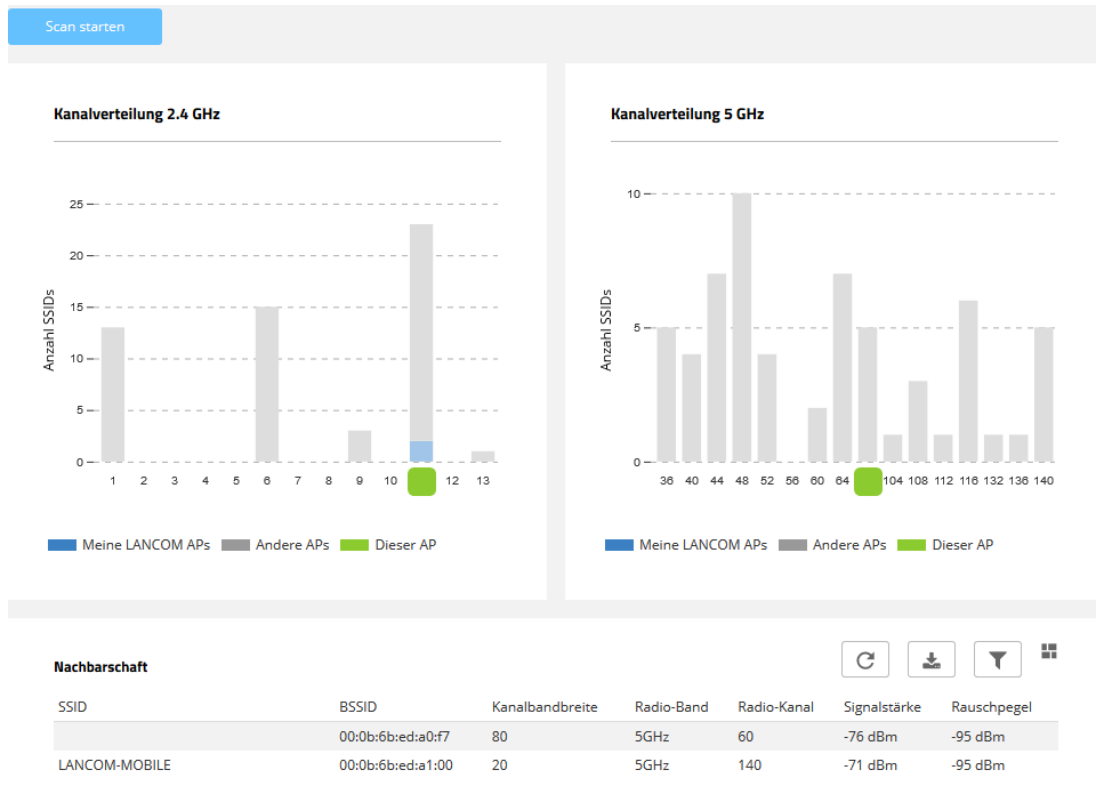 Scan starten
Kanalverteilung 2.4 GHz
Anzahl SSIDs
25
20
15
10
5
0
1 2 3 4 5 6 7 8 9 10 12 13
Meine LANCOM APs Andere APs Dieser AP
Kanalverteilung 5 GHz
Anzahl SSIDs
10
5
0
36 40 44 48 52 56 60 64 104 108 112 116 132 136 140
Meine LANCOM APs Andere APs Dieser AP
Nachbarschaft
SSID BSSID Kanalbandbreite Radio-Band Radio-Kanal Signalstärke Rauschpegel
00:0b:6b:ed:a0:f7 80 5GHz 60 -76 dBm -95 dBm
LANCOM-MOBILE 00:0b:6b:ed:a1:00 20 5GHz 140 -71 dBm -95 dBm